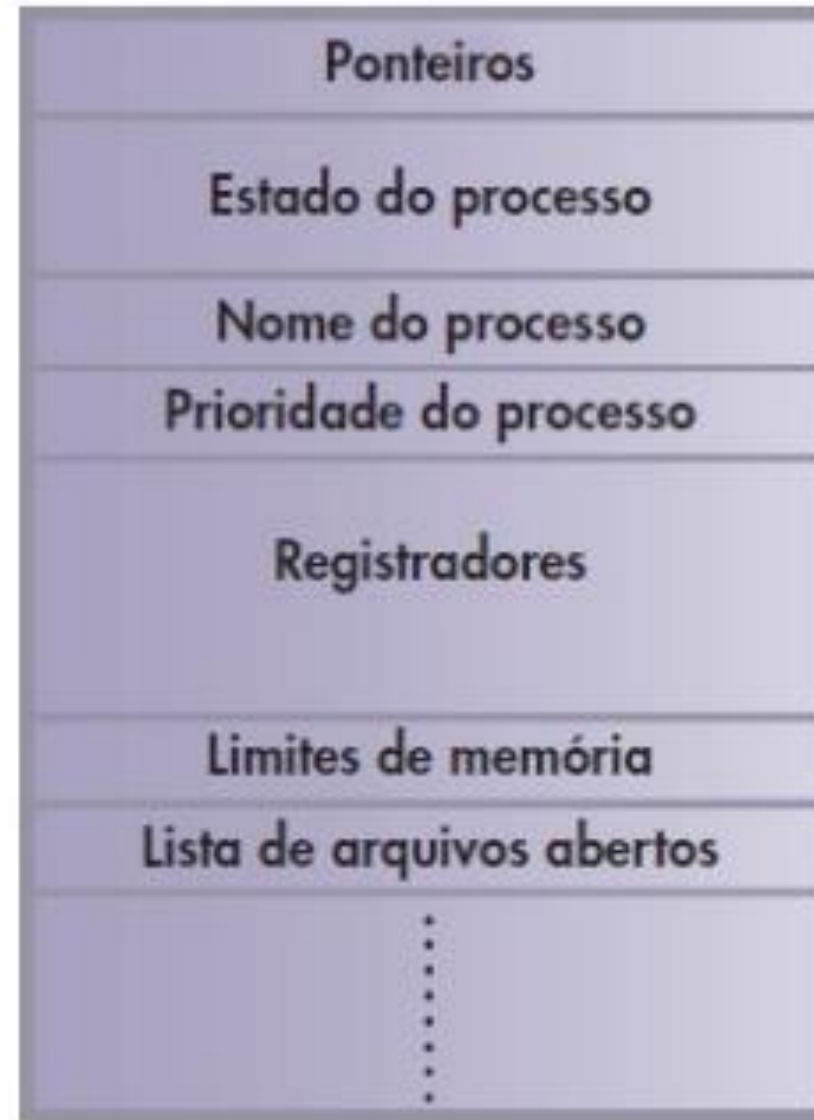 Ponteiros
Estado do processo
Nome do processo
Prioridade do processo
Registradores
Limites de memória
Lista de arquivos abertos